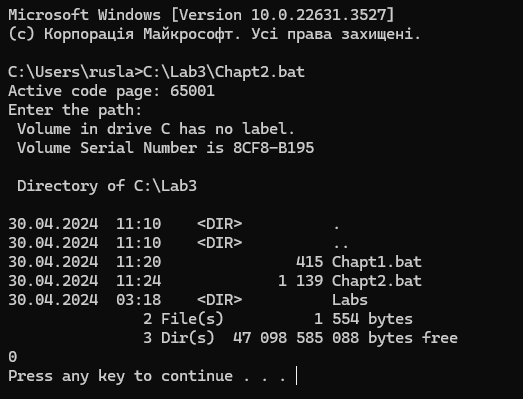 Microsoft Windows [Version 10.0.22631.3527]
(c) Корпорація Майкрософт. Усі права захищені.
C:\Users\rusla>C:\Lab3\Chapt2.bat
Active code page: 65001
Enter the path:
Volume in drive C has no label.
Volume Serial Number is 8CF8-B195
Directory of C:\Lab3
30.04.2024  11:10    <DIR>          .
30.04.2024  11:10    <DIR>          ..
30.04.2024  11:20               415 Chapt1.bat
30.04.2024  11:24             1 139 Chapt2.bat
30.04.2024  03:18    <DIR>          Labs
2 File(s)          1 554 bytes
3 Dir(s)  47 098 585 088 bytes free
0
Press any key to continue . . .